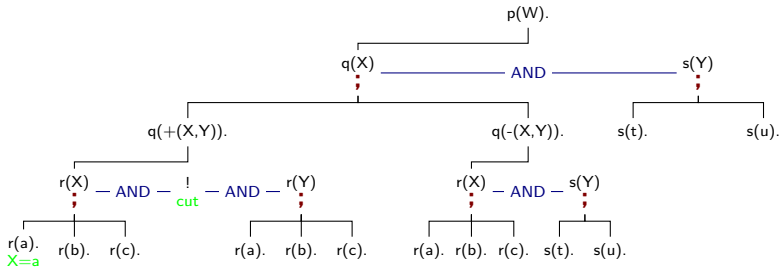 p(W).
q(X) AND s(Y)
; ;
q(+(X,Y)). q(-(X,Y)). s(t). s(u).
r(X) AND ! AND r(Y) r(X) AND s(Y)
; cut ; ; ;
r(a). r(b). r(c). r(a). r(b). r(c). r(a). r(b). r(c). s(t). s(u).
X=a